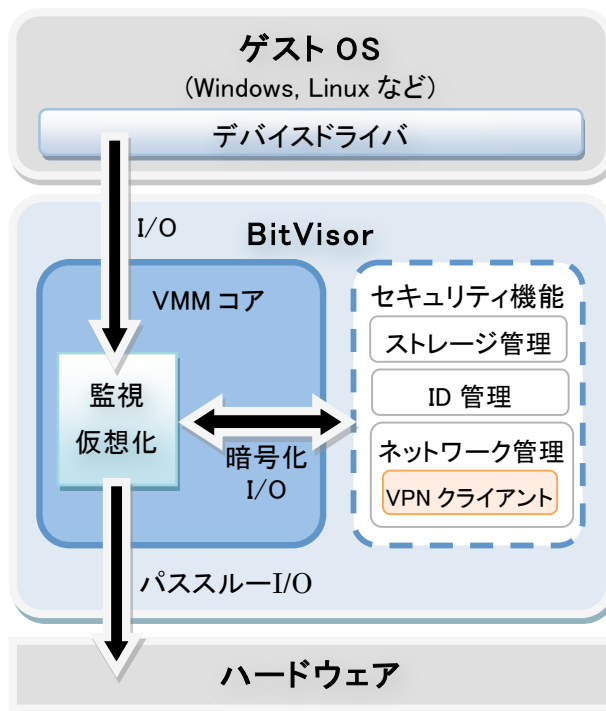 ゲスト OS
(Windows, Linux など)
デバイスドライバ
I/O
BitVisor
VMM コア
監視
仮想化
暗号化
I/O
セキュリティ機能
ストレージ管理
ID 管理
ネットワーク管理
VPN クライアント
パススルーI/O
ハードウェア